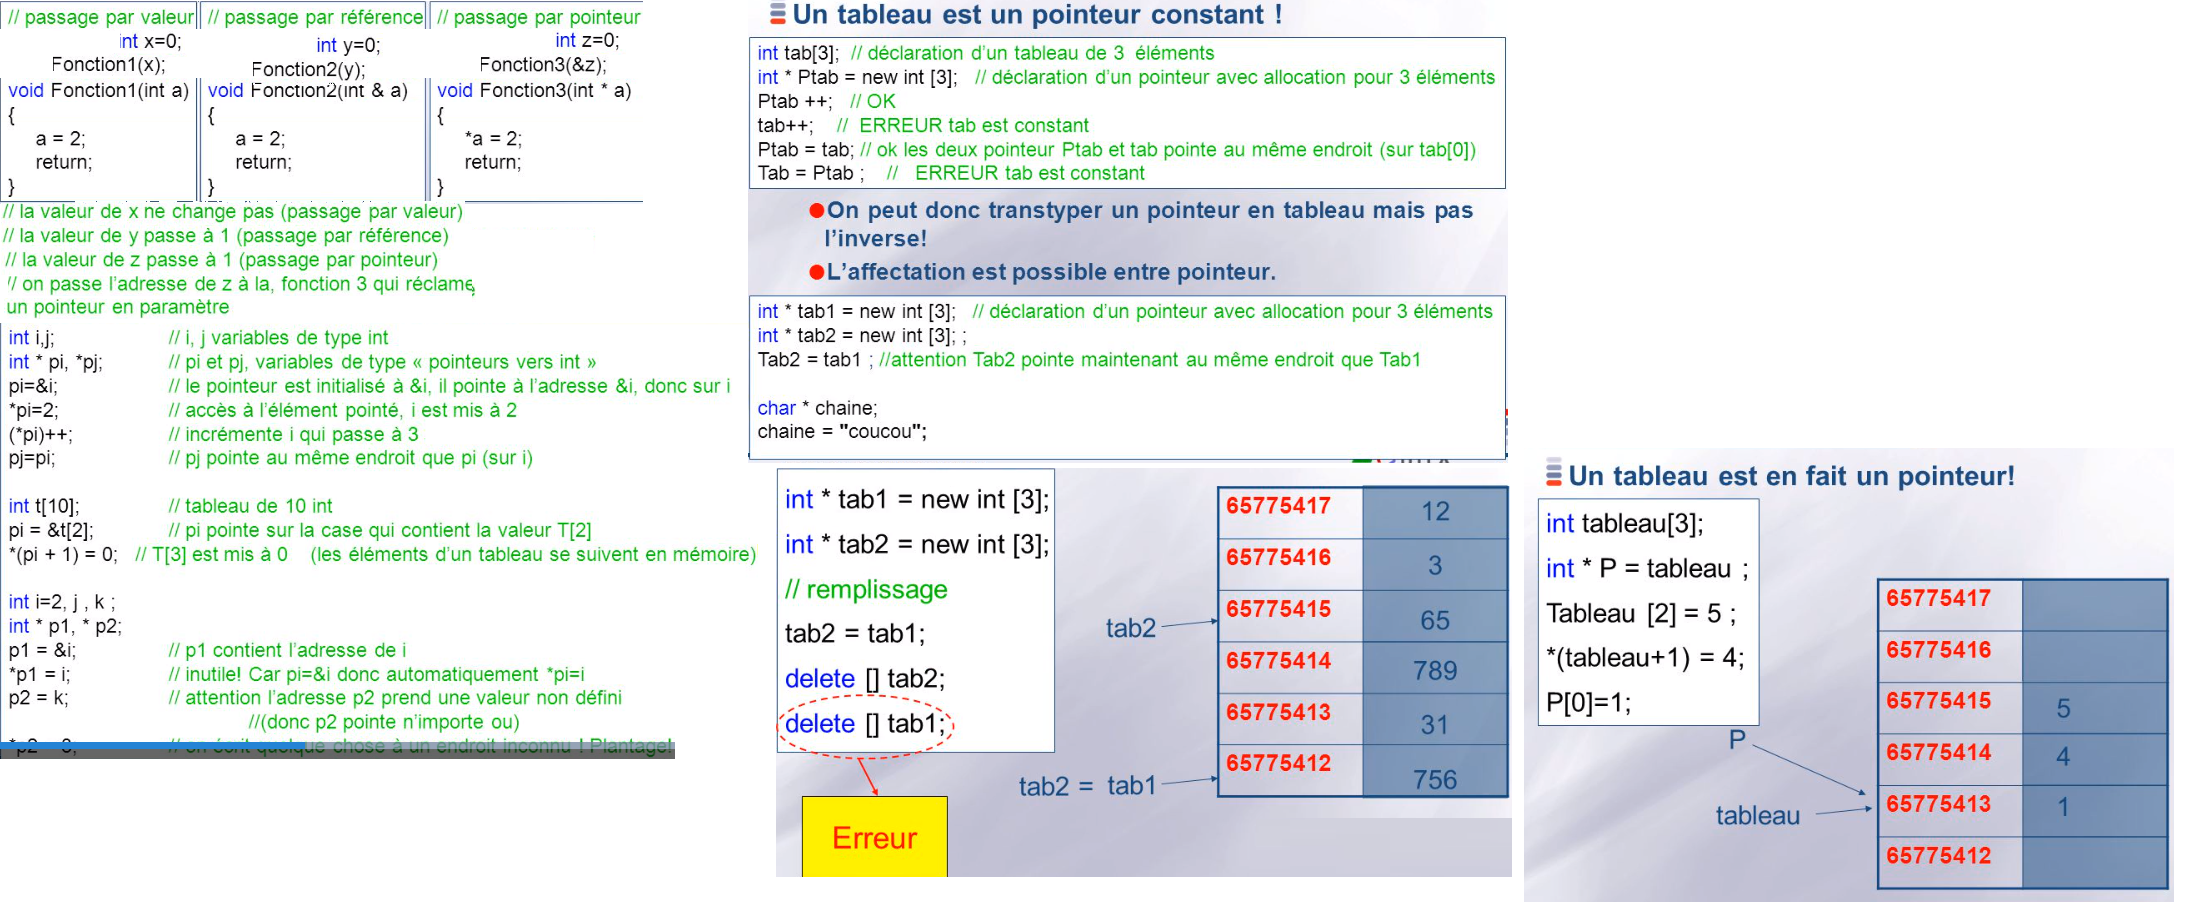 // passage par valeur
int x=0;
Fonction1(x);
void Fonction1(int a)
{
a = 2;
return;
}
// passage par référence
int y=0;
Fonction2(y);
void Fonction2(int & a)
{
a = 2;
return;
}
// passage par pointeur
int z=0;
Fonction3(&z);
void Fonction3(int * a)
{
*a = 2;
return;
}
// la valeur de x ne change pas (passage par valeur)
// la valeur de y passe à 1 (passage par référence)
// la valeur de z passe à 1 (passage par pointeur)
// on passe l'adresse de z à la, fonction 3 qui réclame
un pointeur en paramètre
int i,j; // i, j variables de type int
int * pi, *pj; // pi et pj, variables de type « pointeurs vers int »
pi=&i; // le pointeur est initialisé à &i, il pointe à l'adresse &i, donc sur i
*pi=2; // accès à l'élément pointé, i est mis à 2
(*pi)++; // incrémente i qui passe à 3
pj=pi; // pj pointe au même endroit que pi (sur i)
int t[10]; // tableau de 10 int
pi = &t[2]; // pi pointe sur la case qui contient la valeur T[2]
*(pi + 1) = 0; // T[3] est mis à 0 (les éléments d'un tableau se suivent en mémoire)
int i=2, j , k ;
int * p1, * p2;
p1 = &i; // p1 contient l'adresse de i
*p1 = i; // inutile! Car pi=&i donc automatiquement *pi=i
p2 = k; // attention l'adresse p2 prend une valeur non défini
//(donc p2 pointe n'importe ou)
// on écrit quelque chose à un endroit inconnu ! Plantage!
Un tableau est un pointeur constant !
int tab[3]; // déclaration d'un tableau de 3 éléments
int * Ptab = new int [3]; // déclaration d'un pointeur avec allocation pour 3 éléments
Ptab ++; // OK
tab++; // ERREUR tab est constant
Ptab = tab; // ok les deux pointeur Ptab et tab pointe au même endroit (sur tab[0])
Tab = Ptab ; // ERREUR tab est constant
On peut donc transtyper un pointeur en tableau mais pas
l'inverse!
L'affectation est possible entre pointeur.
int * tab1 = new int [3]; // déclaration d'un pointeur avec allocation pour 3 éléments
int * tab2 = new int [3]; ;
Tab2 = tab1 ; //attention Tab2 pointe maintenant au même endroit que Tab1
char * chaine;
chaine = "coucou";
int * tab1 = new int [3];
int * tab2 = new int [3];
// remplissage
tab2 = tab1;
delete [] tab2;
delete [] tab1;
Erreur
tab2
tab2 = tab1
65775417 12
65775416 3
65775415 65
65775414 789
65775413 31
65775412 756
Un tableau est en fait un pointeur!
int tableau[3];
int * P = tableau ;
Tableau [2] = 5 ;
*(tableau+1) = 4;
P[0]=1;
P
tableau
65775417
65775416
65775415 5
65775414 4
65775413 1
65775412